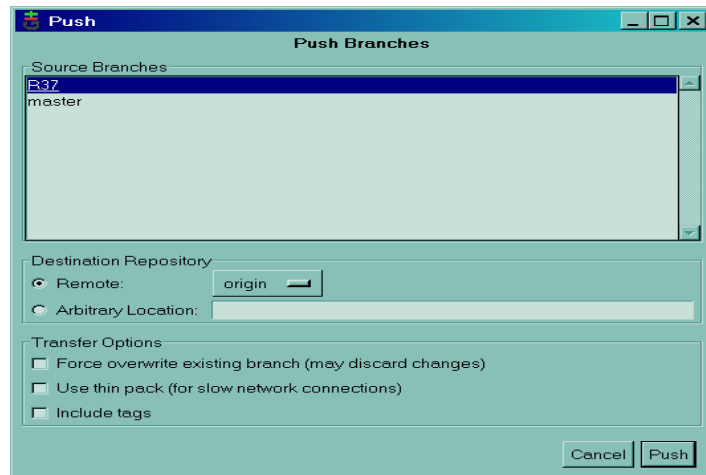 Push
Push Branches
Source Branches
R37
master
Destination Repository
Remote: origin
Arbitrary Location:
Transfer Options
Force overwrite existing branch (may discard changes)
Use thin pack (for slow network connections)
Include tags
Cancel Push